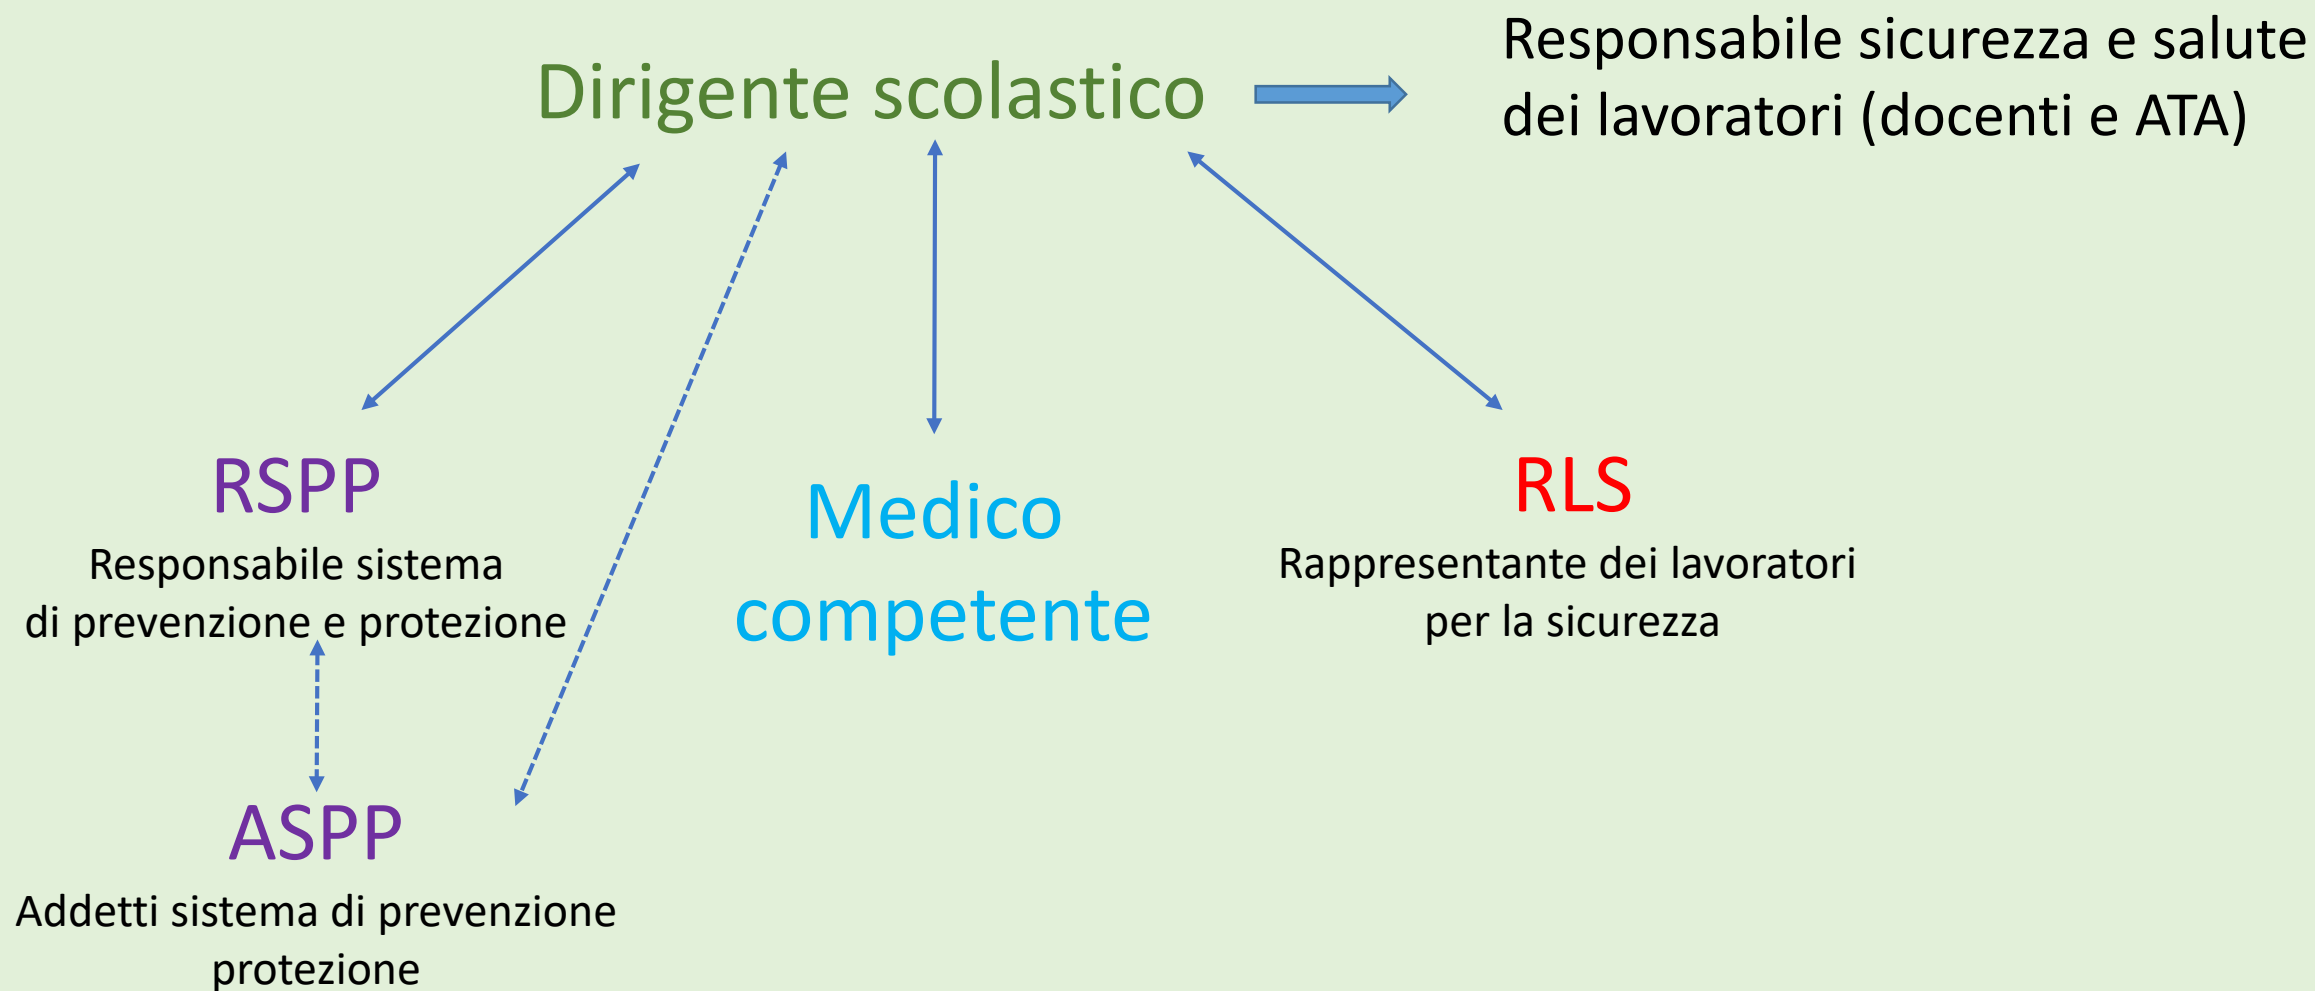 Dirigente scolastico
Responsabile sicurezza e salute
dei lavoratori (docenti e ATA)
RSPP
Responsabile sistema
di prevenzione e protezione
Medico
competente
RLS
Rappresentante dei lavoratori
per la sicurezza
ASPP
Addetti sistema di prevenzione
protezione